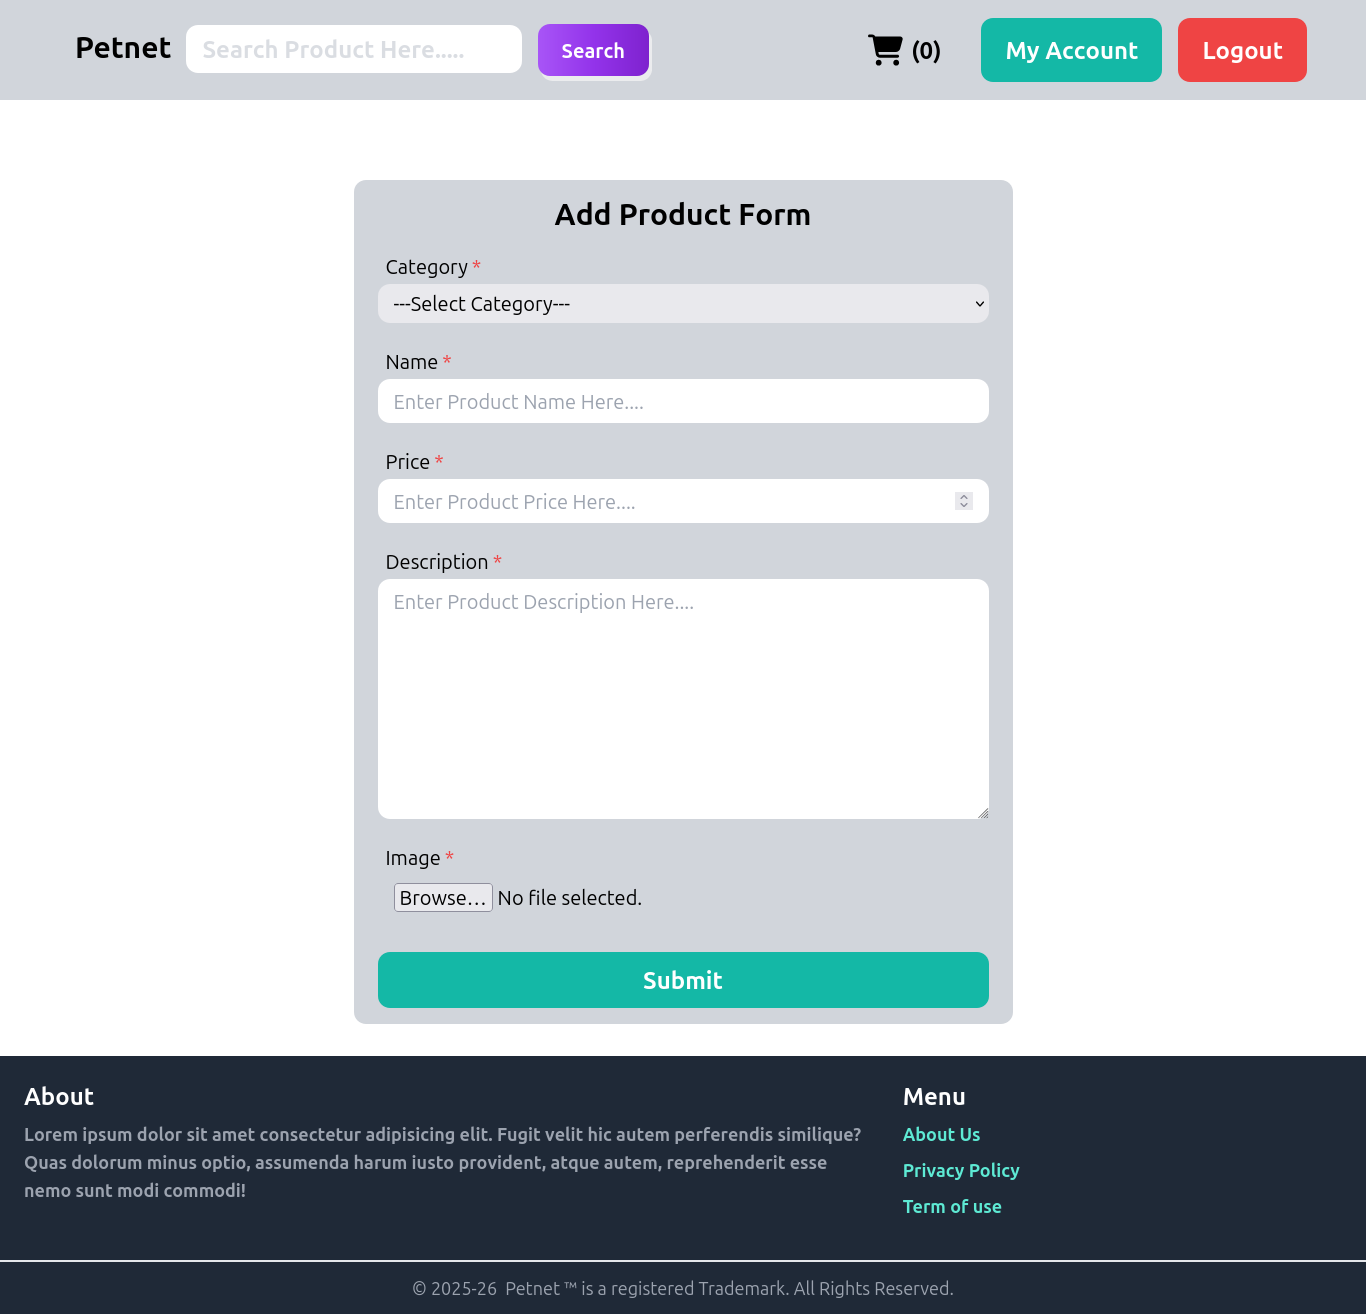 Petnet
Search Product Here.....
Search
(0)
My Account
Logout
Add Product Form
Category *
---Select Category---
Name *
Enter Product Name Here....
Price *
Enter Product Price Here....
Description *
Enter Product Description Here....
Image *
Browse... No file selected.
Submit
About
Lorem ipsum dolor sit amet consectetur adipisicing elit. Fugit velit hic autem perferendis similique?
Quas dolorum minus optio, assumenda harum iusto provident, atque autem, reprehenderit esse
nemo sunt modi commodi!
Menu
About Us
Privacy Policy
Term of use
© 2025-26 Petnet ™ is a registered Trademark. All Rights Reserved.